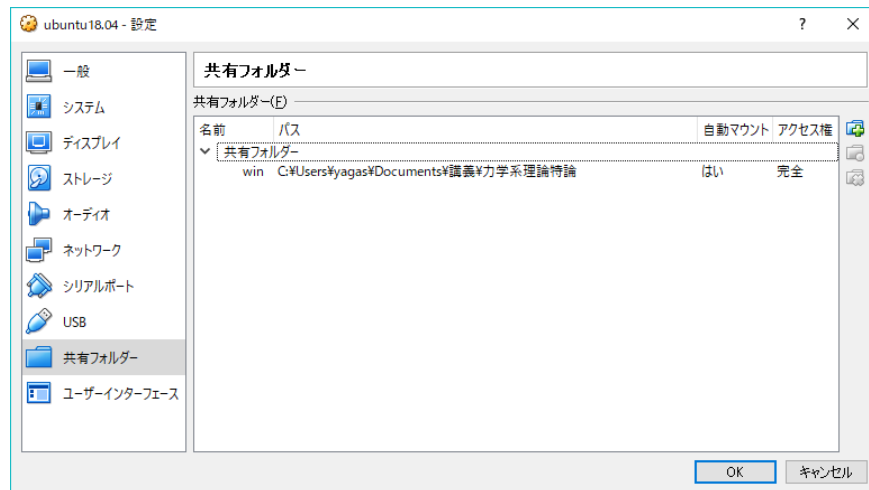 ubuntu18.04 - 設定
?
×
一般
システム
ディスプレイ
ストレージ
オーディオ
ネットワーク
シリアルポート
USB
共有フォルダー
ユーザーインターフェース
共有フォルダー
共有フォルダー(F)
名前 パス 自動マウント アクセス権
共有フォルダー
win C:¥Users¥yagas¥Documents¥講義¥力学系理論特論 はい 完全
OK キャンセル